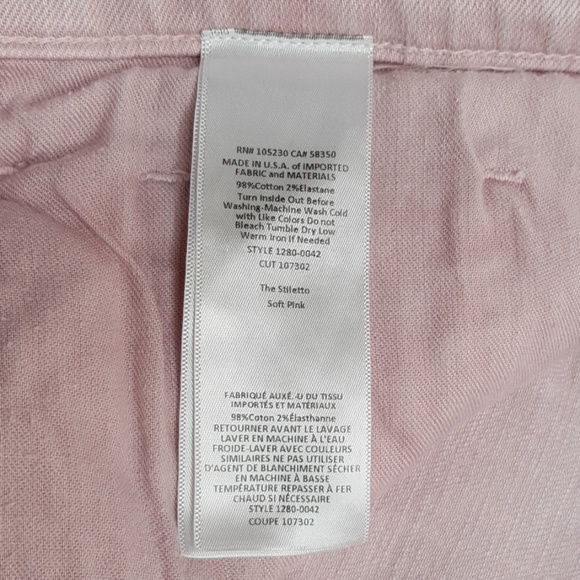 RN# 105230 CA# 58350
MADE IN U.S.A. of IMPORTED
FABRIC and MATERIALS
98%Cotton 2%Elastane
Turn Inside Out Before
Washing-Machine Wash Cold
with Like Colors Do not
Bleach Tumble Dry Low
Warm Iron If Needed
STYLE 1280-0042
CUT 107302
The Stiletto
Soft Pink
FABRIQUÉ AUXÉ.-U DU TISSU
IMPORTÉS ET MATÉRIAUX
98%Coton 2%Élasthanne
RETOURNER AVANT LE LAVAGE
LAVER EN MACHINE À L'EAU
FROIDE-LAVER AVEC COULEURS
SIMILAIRES NE PAS UTILISER
D'AGENT DE BLANCHIMENT SÉCHER
EN MACHINE À BASSE
TEMPÉRATURE REPASSER À FER
CHAUD SI NÉCESSAIRE
STYLE 1280-0042
COUPE 107302